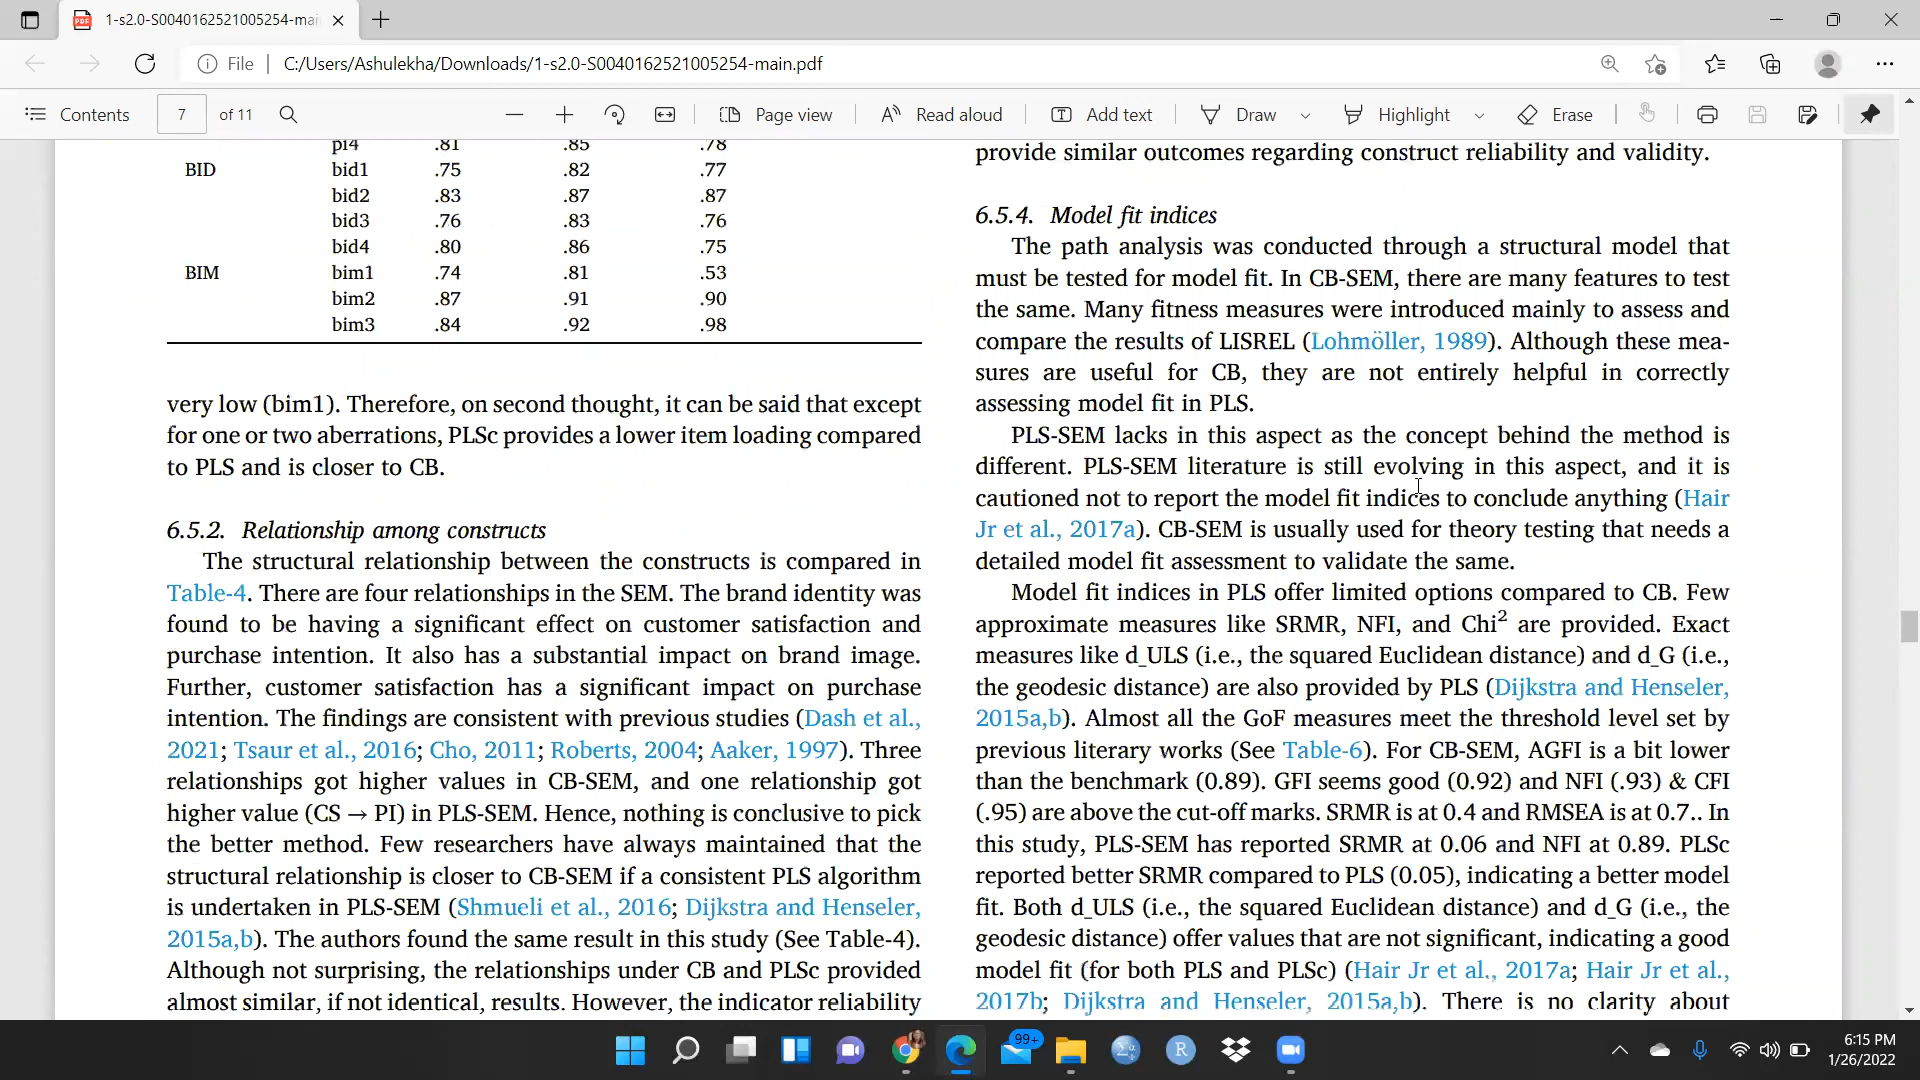 1-s2.0-S0040162521005254-mai
File
C:/Users/Ashulekha/Downloads/1-s2.0-S0040162521005254-main.pdf
Contents 7 of 11 Page view Read aloud Add text Draw Highlight Erase
pi4 .81 .85 .78
BID bid1 .75 .82 .77
bid2 .83 .87 .87
bid3 .76 .83 .76
bid4 .80 .86 .75
BIM bim1 .74 .81 .53
bim2 .87 .91 .90
bim3 .84 .92 .98
very low (bim1). Therefore, on second thought, it can be said that except
for one or two aberrations, PLSc provides a lower item loading compared
to PLS and is closer to CB.
6.5.2. Relationship among constructs
The structural relationship between the constructs is compared in
Table-4. There are four relationships in the SEM. The brand identity was
found to be having a significant effect on customer satisfaction and
purchase intention. It also has a substantial impact on brand image.
Further, customer satisfaction has a significant impact on purchase
intention. The findings are consistent with previous studies (Dash et al.,
2021; Tsaur et al., 2016; Cho, 2011; Roberts, 2004; Aaker, 1997). Three
relationships got higher values in CB-SEM, and one relationship got
higher value (CS → PI) in PLS-SEM. Hence, nothing is conclusive to pick
the better method. Few researchers have always maintained that the
structural relationship is closer to CB-SEM if a consistent PLS algorithm
is undertaken in PLS-SEM (Shmueli et al., 2016; Dijkstra and Henseler,
2015a,b). The authors found the same result in this study (See Table-4).
Although not surprising, the relationships under CB and PLSc provided
almost similar, if not identical, results. However, the indicator reliability
provide similar outcomes regarding construct reliability and validity.
6.5.4. Model fit indices
The path analysis was conducted through a structural model that
must be tested for model fit. In CB-SEM, there are many features to test
the same. Many fitness measures were introduced mainly to assess and
compare the results of LISREL (Lohmöller, 1989). Although these mea-
sures are useful for CB, they are not entirely helpful in correctly
assessing model fit in PLS.
PLS-SEM lacks in this aspect as the concept behind the method is
different. PLS-SEM literature is still evolving in this aspect, and it is
cautioned not to report the model fit indices to conclude anything (Hair
Jr et al., 2017a). CB-SEM is usually used for theory testing that needs a
detailed model fit assessment to validate the same.
Model fit indices in PLS offer limited options compared to CB. Few
approximate measures like SRMR, NFI, and Chi² are provided. Exact
measures like d_ULS (i.e., the squared Euclidean distance) and d_G (i.e.,
the geodesic distance) are also provided by PLS (Dijkstra and Henseler,
2015a,b). Almost all the GoF measures meet the threshold level set by
previous literary works (See Table-6). For CB-SEM, AGFI is a bit lower
than the benchmark (0.89). GFI seems good (0.92) and NFI (.93) & CFI
(.95) are above the cut-off marks. SRMR is at 0.4 and RMSEA is at 0.7.. In
this study, PLS-SEM has reported SRMR at 0.06 and NFI at 0.89. PLSc
reported better SRMR compared to PLS (0.05), indicating a better model
fit. Both d_ULS (i.e., the squared Euclidean distance) and d_G (i.e., the
geodesic distance) offer values that are not significant, indicating a good
model fit (for both PLS and PLSc) (Hair Jr et al., 2017a; Hair Jr et al.,
2017b; Dijkstra and Henseler, 2015a,b). There is no clarity about
99+
6:15 PM
1/26/2022